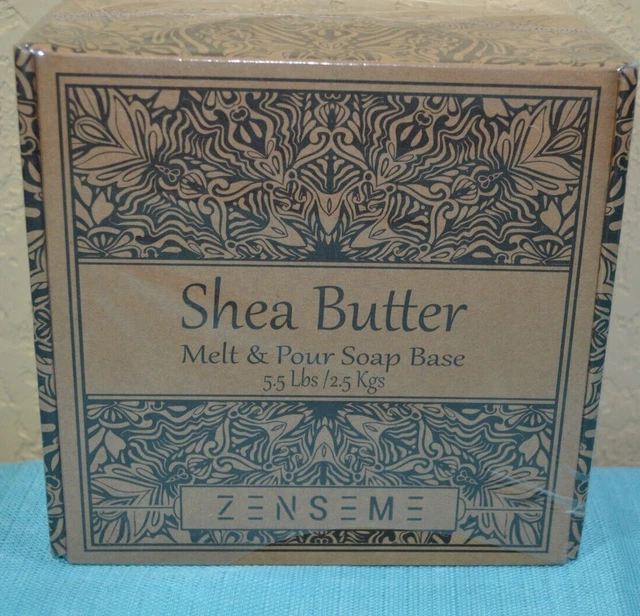 Shea Butter
Melt & Pour Soap Base
5.5 Lbs /2.5 Kgs
ZENSEME